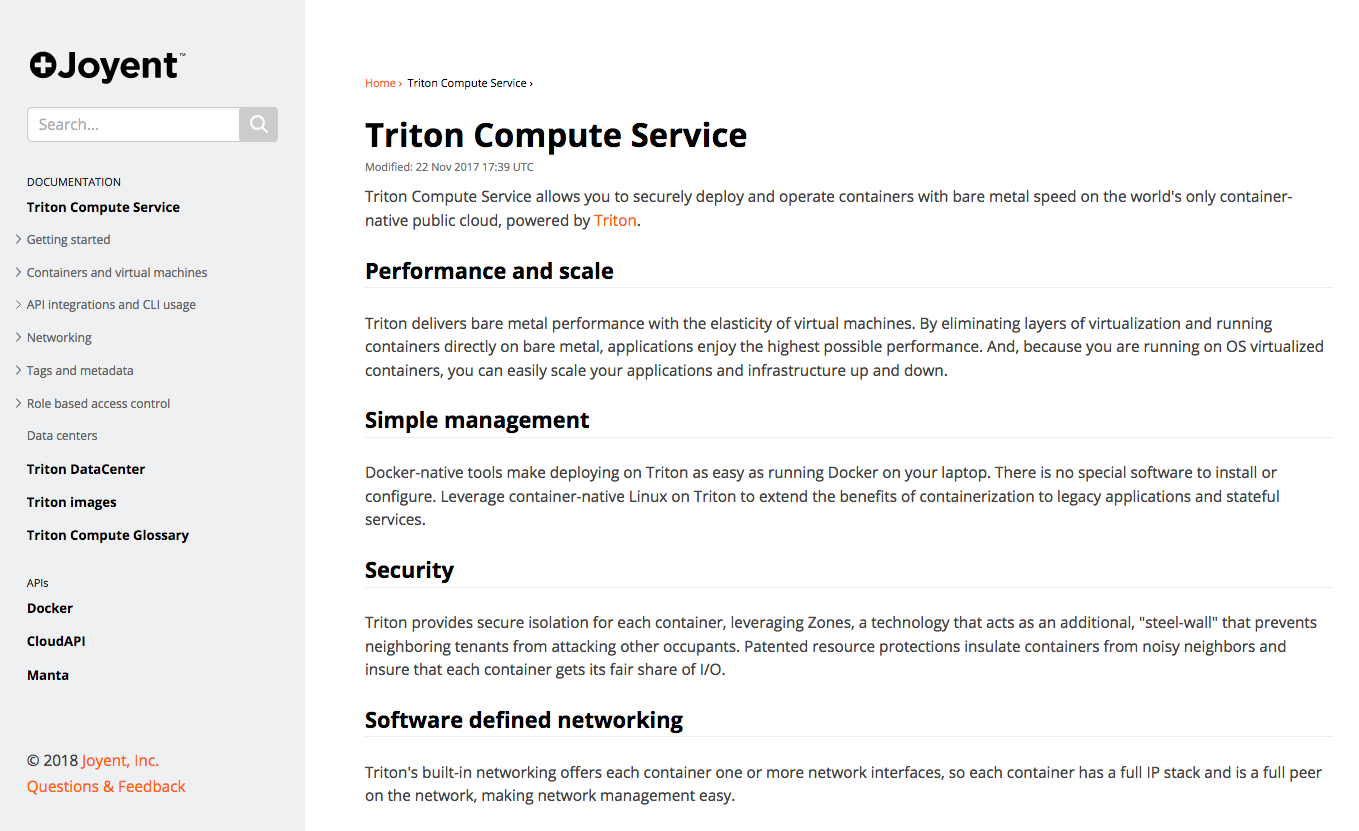 Joyent™
Search...
DOCUMENTATION
Triton Compute Service
Getting started
Containers and virtual machines
API integrations and CLI usage
Networking
Tags and metadata
Role based access control
Data centers
Triton DataCenter
Triton images
Triton Compute Glossary
APIs
Docker
CloudAPI
Manta
© 2018 Joyent, Inc.
Questions & Feedback
Home › Triton Compute Service ›
Triton Compute Service
Modified: 22 Nov 2017 17:39 UTC
Triton Compute Service allows you to securely deploy and operate containers with bare metal speed on the world's only container-
native public cloud, powered by Triton.
Performance and scale
Triton delivers bare metal performance with the elasticity of virtual machines. By eliminating layers of virtualization and running
containers directly on bare metal, applications enjoy the highest possible performance. And, because you are running on OS virtualized
containers, you can easily scale your applications and infrastructure up and down.
Simple management
Docker-native tools make deploying on Triton as easy as running Docker on your laptop. There is no special software to install or
configure. Leverage container-native Linux on Triton to extend the benefits of containerization to legacy applications and stateful
services.
Security
Triton provides secure isolation for each container, leveraging Zones, a technology that acts as an additional, "steel-wall" that prevents
neighboring tenants from attacking other occupants. Patented resource protections insulate containers from noisy neighbors and
insure that each container gets its fair share of I/O.
Software defined networking
Triton's built-in networking offers each container one or more network interfaces, so each container has a full IP stack and is a full peer
on the network, making network management easy.